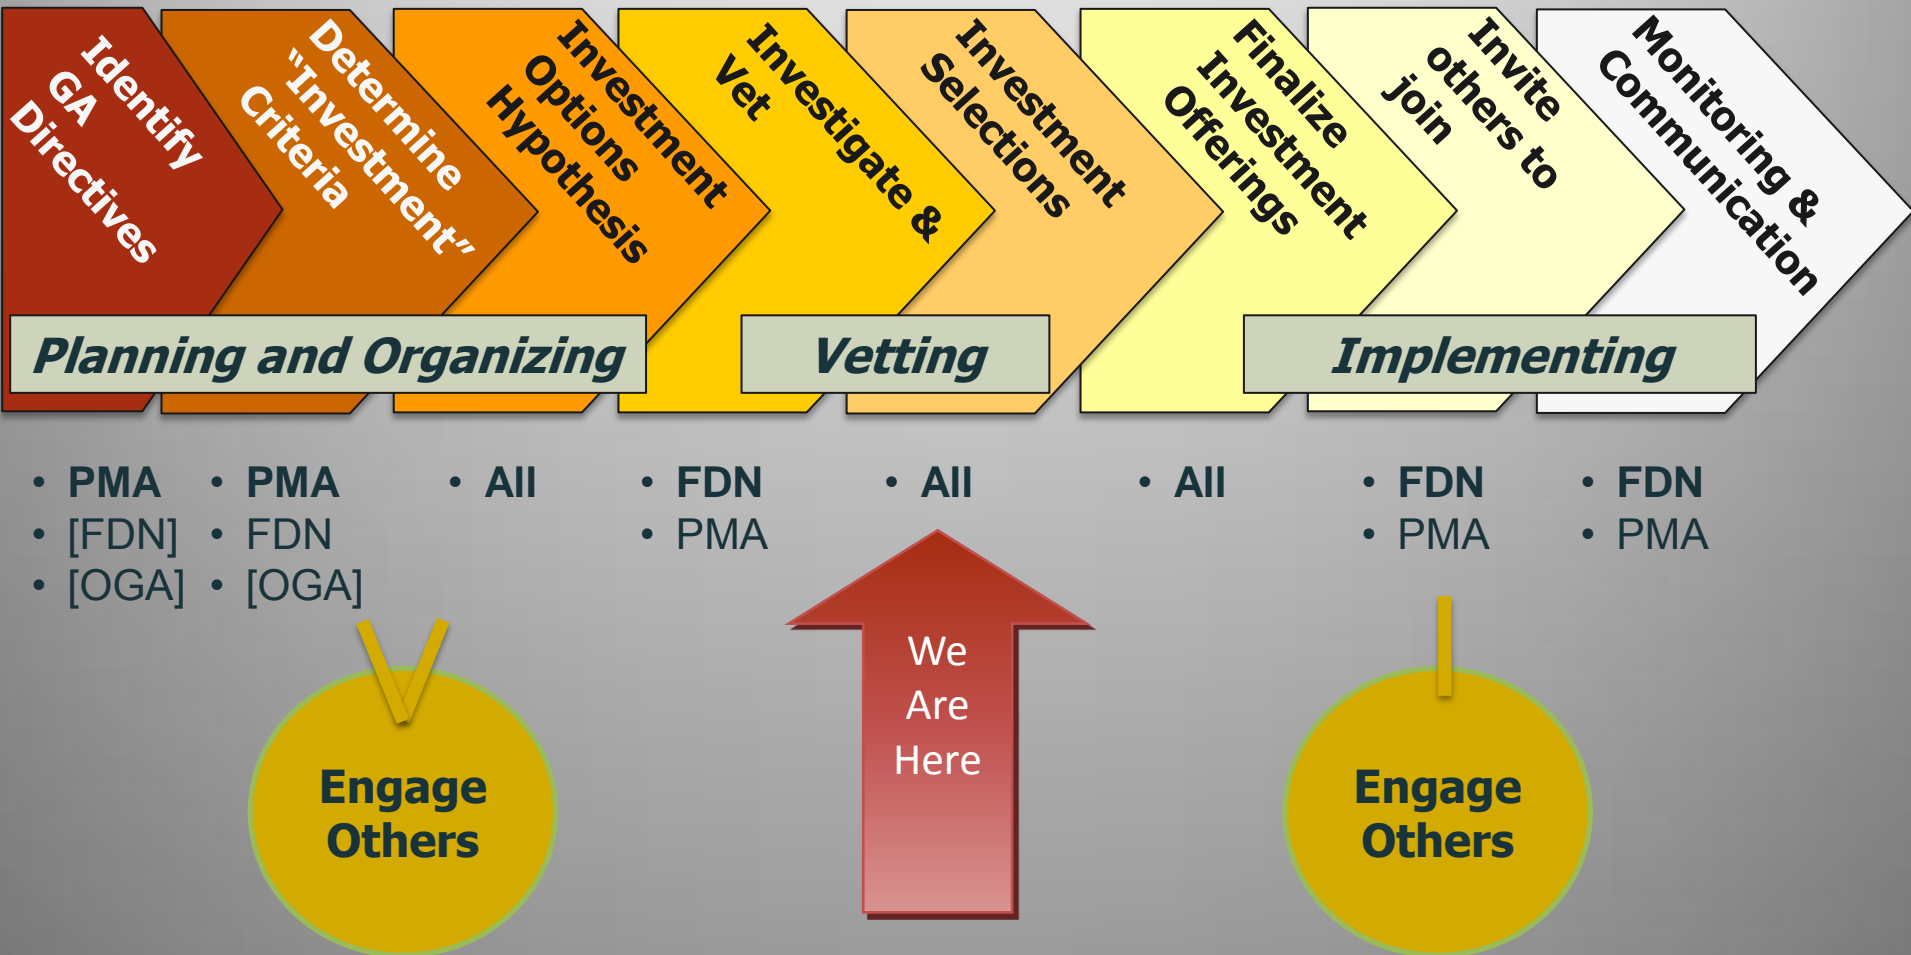 Identify
GA
Directives
Determine
“Investment”
Criteria
Investment
Options
Hypothesis
Investigate &
Vet
Investment
Selections
Finalize
Investment
Offerings
Invite
others to
join
Monitoring &
Communication
Planning and Organizing
Vetting
Implementing
• PMA
• [FDN]
• [OGA]
• PMA
• FDN
• [OGA]
• All
• FDN
• PMA
• All
• All
• FDN
• PMA
• FDN
• PMA
Engage
Others
We
Are
Here
Engage
Others